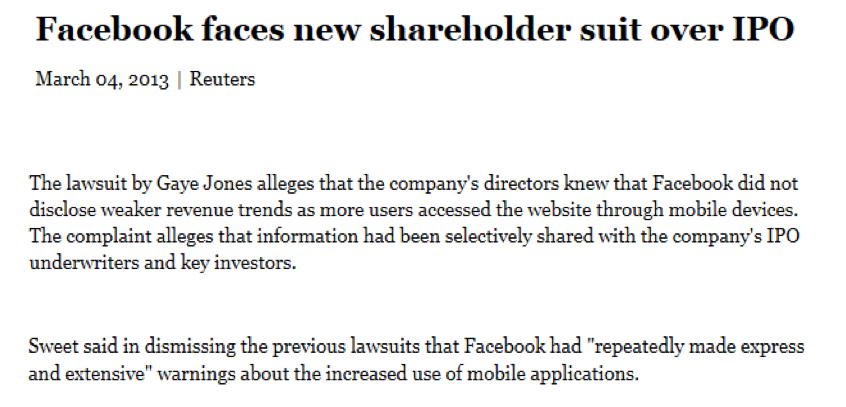 Facebook faces new shareholder suit over IPO
March 04, 2013 | Reuters
The lawsuit by Gaye Jones alleges that the company's directors knew that Facebook did not
disclose weaker revenue trends as more users accessed the website through mobile devices.
The complaint alleges that information had been selectively shared with the company's IPO
underwriters and key investors.
Sweet said in dismissing the previous lawsuits that Facebook had "repeatedly made express
and extensive" warnings about the increased use of mobile applications.